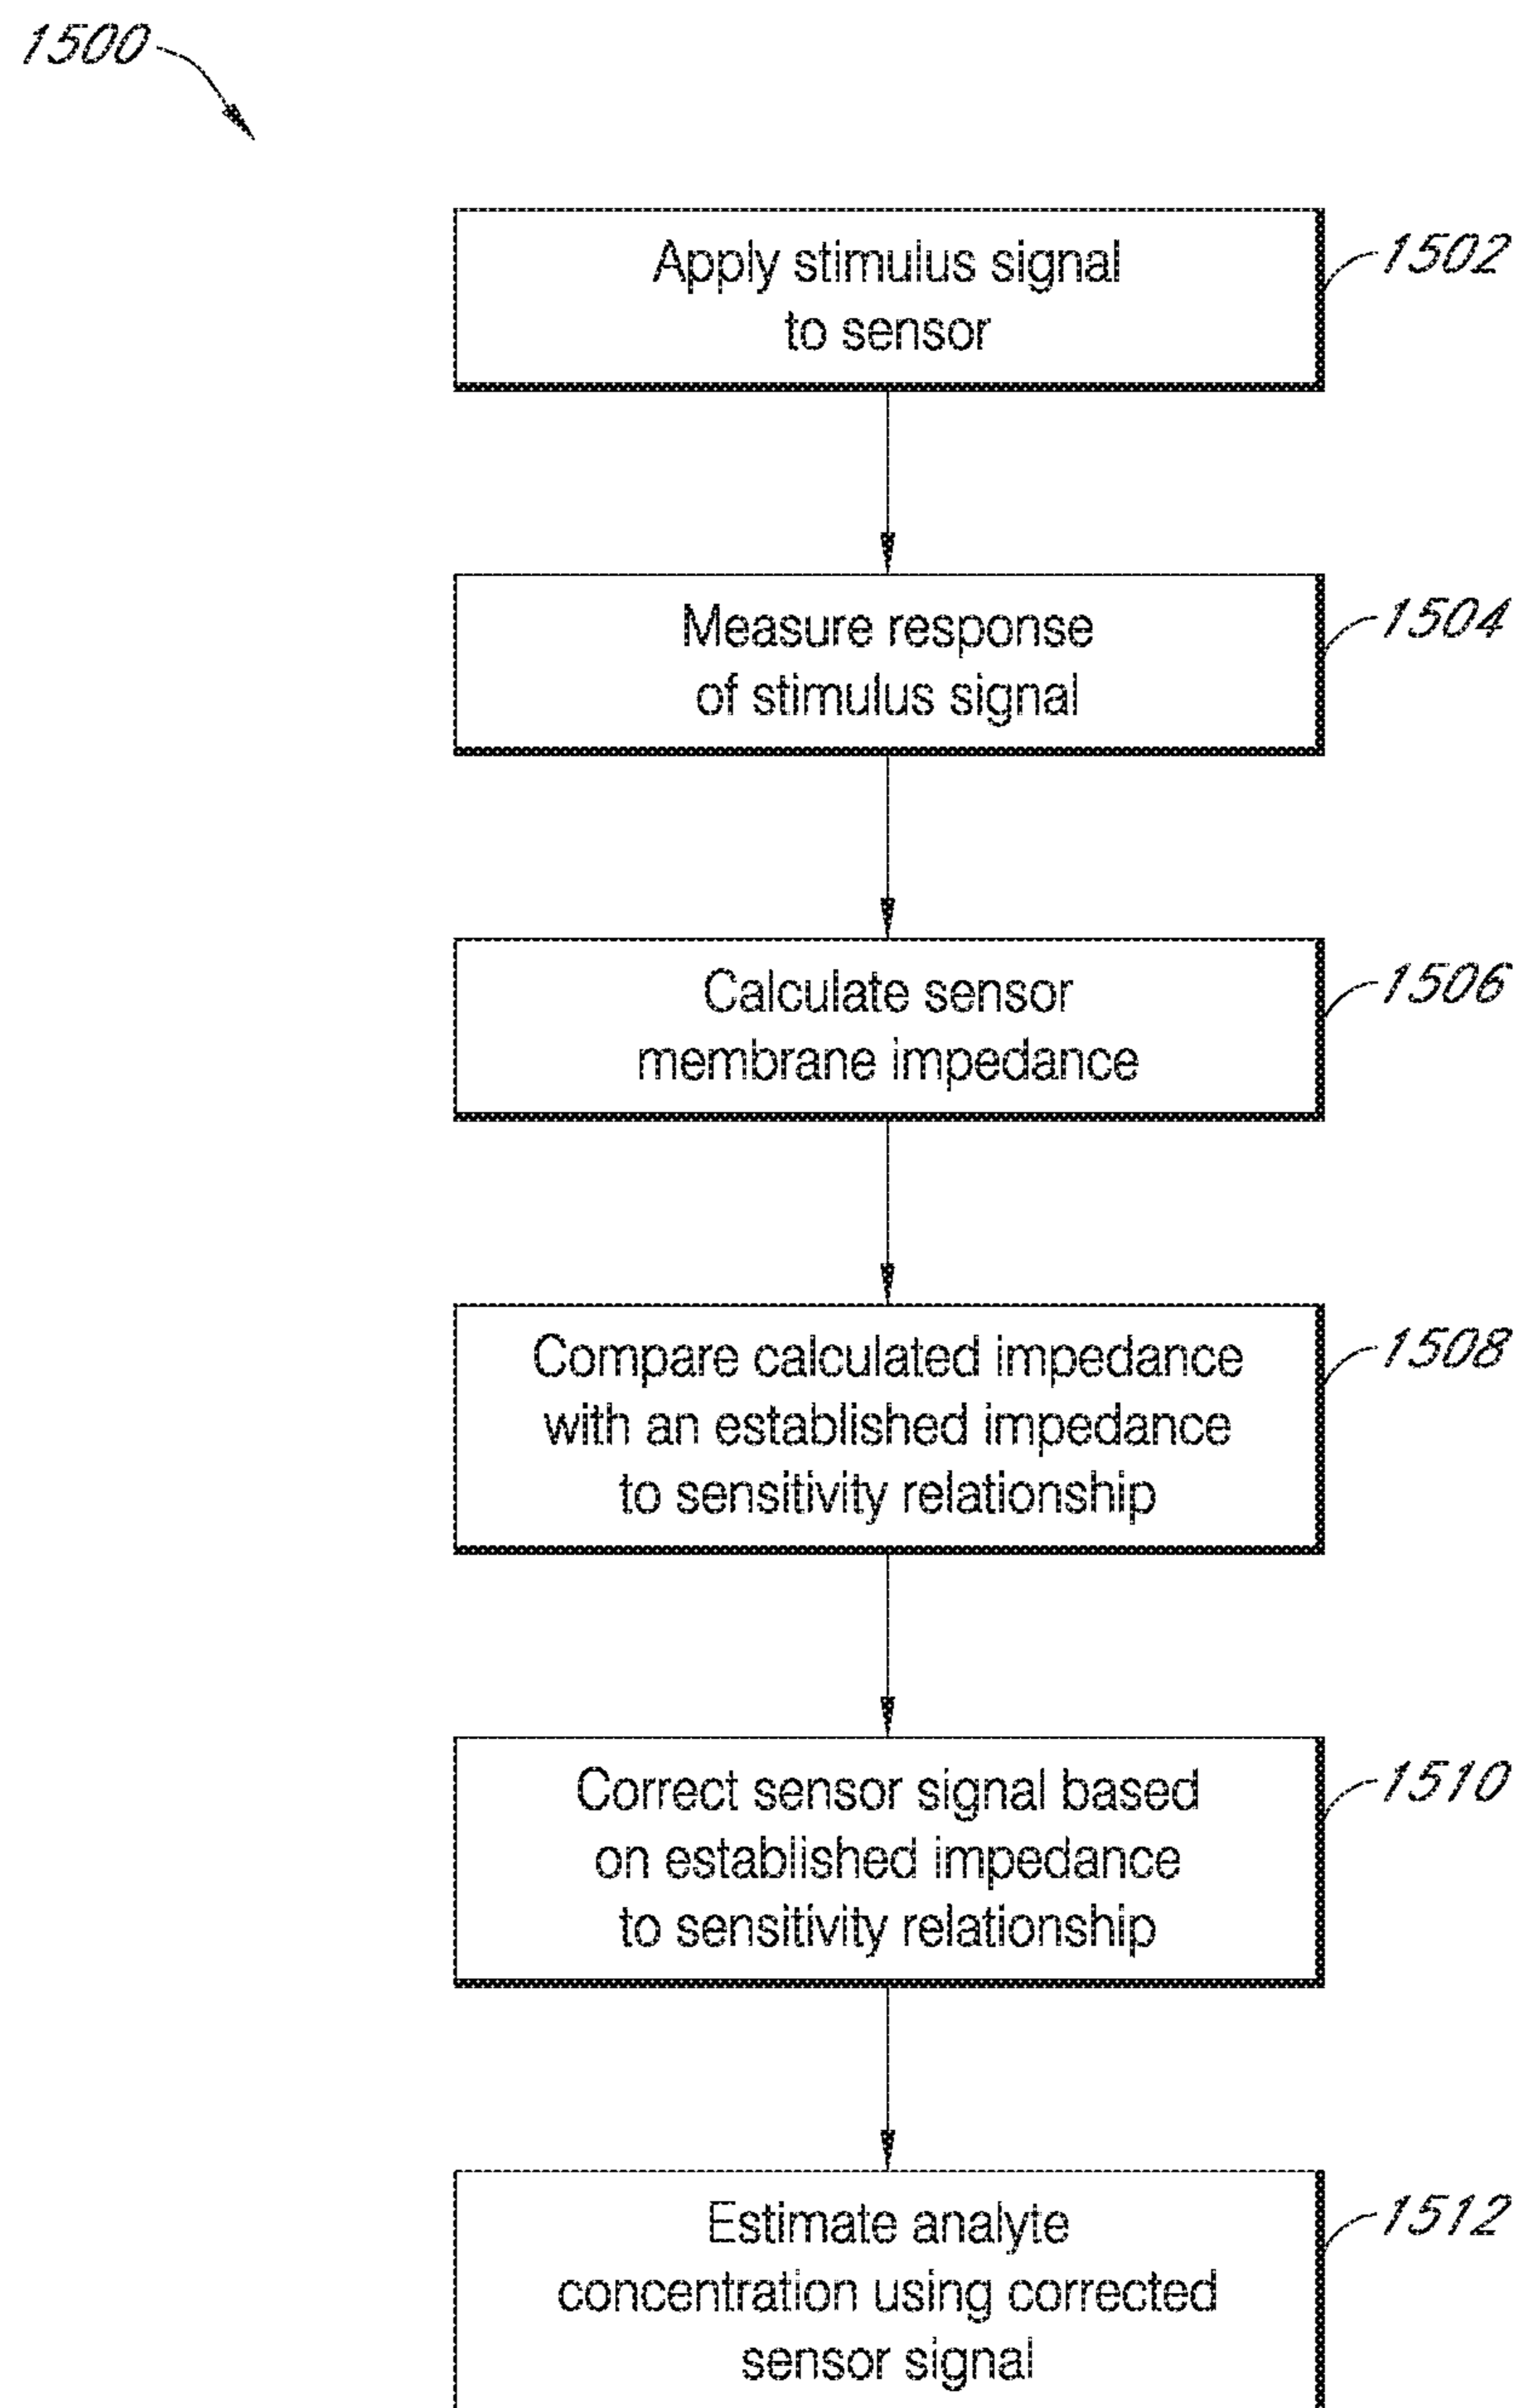 1500
Apply stimulus signal
to sensor
1502
Measure response
of stimulus signal
1504
Calculate sensor
membrane impedance
1506
Compare calculated impedance
with an established impedance
to sensitivity relationship
1508
Correct sensor signal based
on established impedance
to sensitivity relationship
1510
Estimate analyte
concentration using corrected
sensor signal
1512